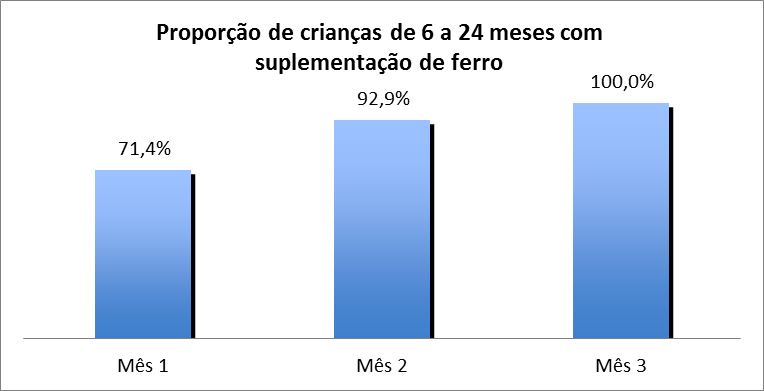 Proporção de crianças de 6 a 24 meses com
suplementação de ferro
71,4%
92,9%
100,0%
Mês 1
Mês 2
Mês 3